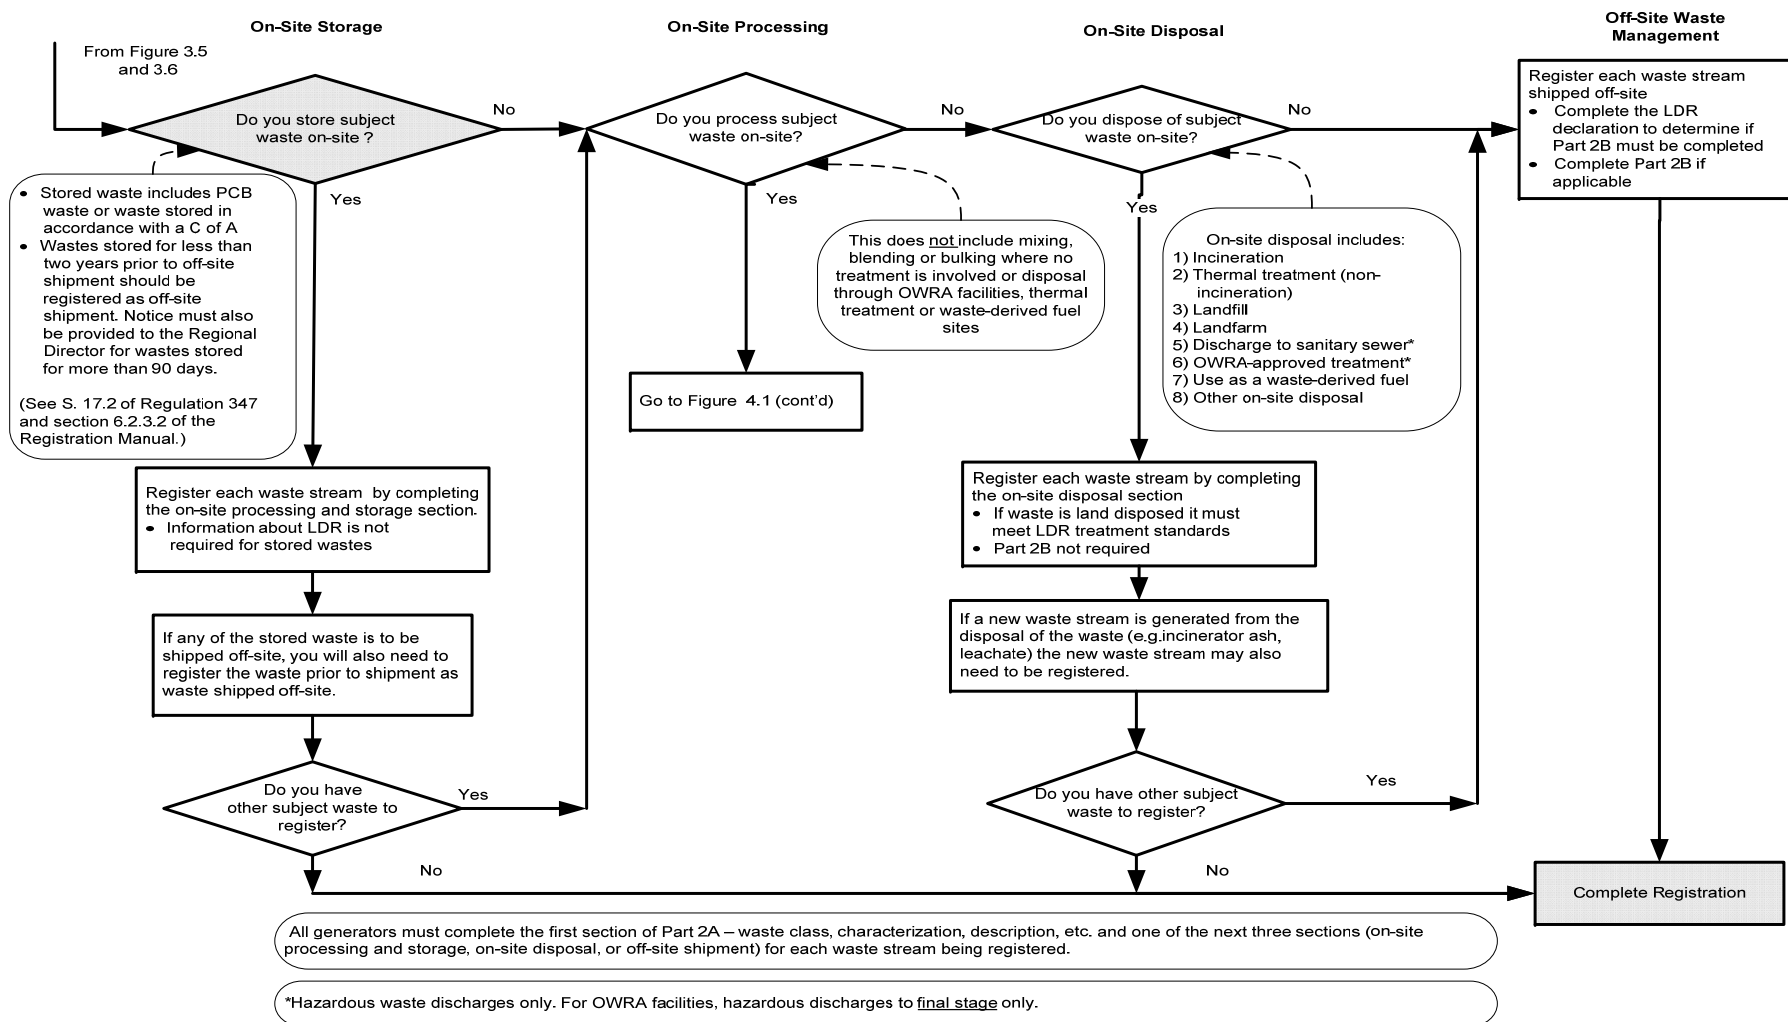 On-Site Storage
On-Site Processing
On-Site Disposal
Off-Site Waste
Management
From Figure 3.5
and 3.6
Do you store subject
waste on-site ?
No
Yes
• Stored waste includes PCB
waste or waste stored in
accordance with a C of A
• Wastes stored for less than
two years prior to off-site
shipment should be
registered as off-site
shipment. Notice must also
be provided to the Regional
Director for wastes stored
for more than 90 days.
(See S. 17.2 of Regulation 347
and section 6.2.3.2 of the
Registration Manual.)
Register each waste stream by completing
the on-site processing and storage section.
• Information about LDR is not
required for stored wastes
If any of the stored waste is to be
shipped off-site, you will also need to
register the waste prior to shipment as
waste shipped off-site.
Do you have
other subject waste to
register?
Yes
No
Do you process subject
waste on-site?
No
Yes
This does not include mixing,
blending or bulking where no
treatment is involved or disposal
through OWRA facilities, thermal
treatment or waste-derived fuel
sites
Go to Figure 4.1 (cont'd)
Do you dispose of subject
waste on-site?
No
Yes
On-site disposal includes:
1) Incineration
2) Thermal treatment (non-
incineration)
3) Landfill
4) Landfarm
5) Discharge to sanitary sewer*
6) OWRA-approved treatment*
7) Use as a waste-derived fuel
8) Other on-site disposal
Register each waste stream by completing
the on-site disposal section
• If waste is land disposed it must
meet LDR treatment standards
• Part 2B not required
If a new waste stream is generated from the
disposal of the waste (e.g.incinerator ash,
leachate) the new waste stream may also
need to be registered.
Do you have other subject
waste to register?
Yes
No
Register each waste stream
shipped off-site
• Complete the LDR
declaration to determine if
Part 2B must be completed
• Complete Part 2B if
applicable
Complete Registration
All generators must complete the first section of Part 2A – waste class, characterization, description, etc. and one of the next three sections (on-site
processing and storage, on-site disposal, or off-site shipment) for each waste stream being registered.
*Hazardous waste discharges only. For OWRA facilities, hazardous discharges to final stage only.